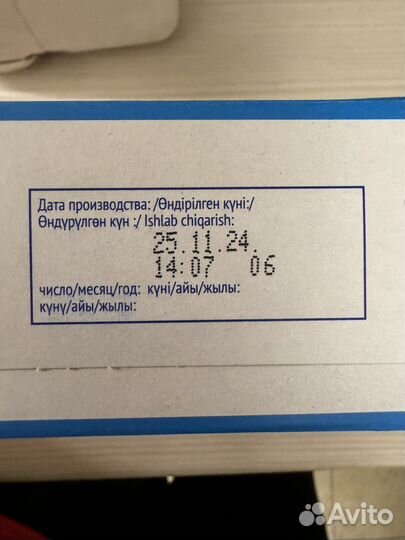 Дата производства: /Өндірілген күні:/
Өндүрүлгөн күн :/ Ishlab chiqarish:
25.11.24.
14:07 06
число/месяц/год: күні/айы/жылы:
күнү/айы/жылы:
Avito